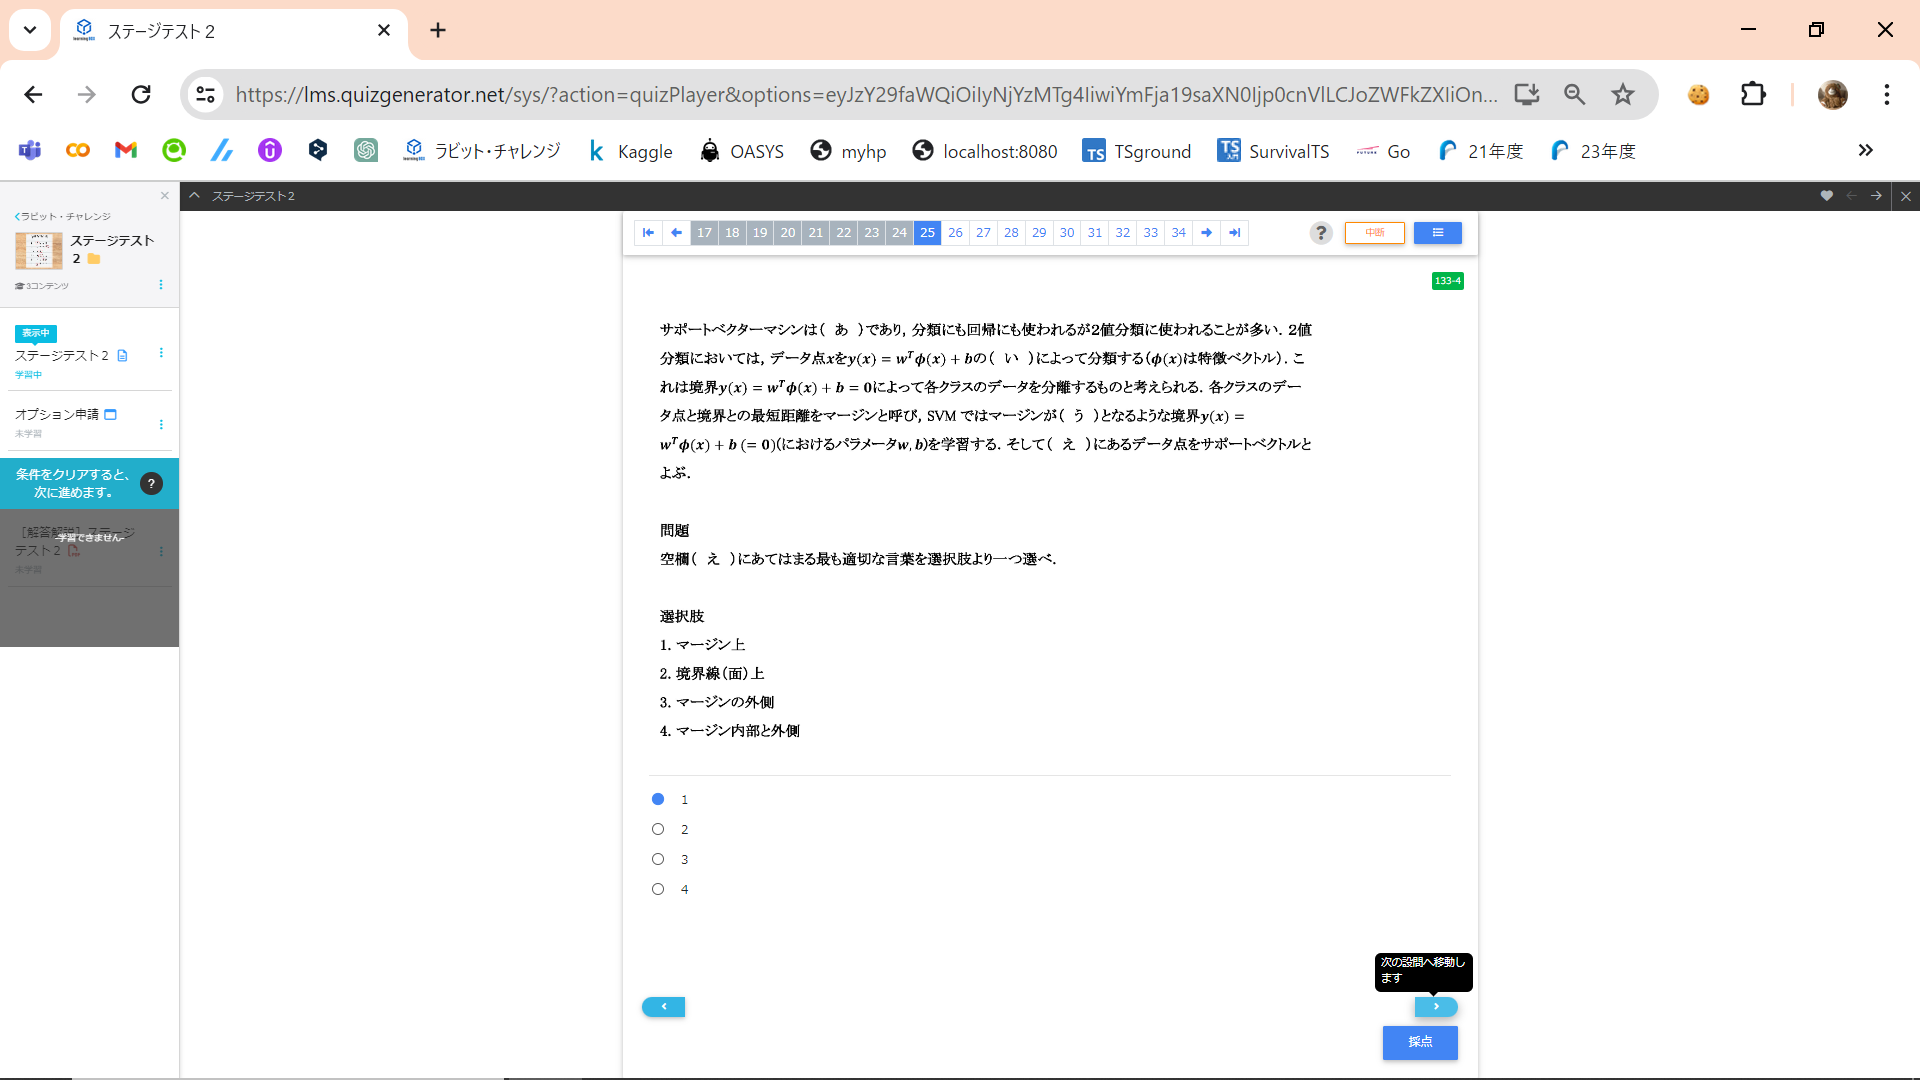 ステージテスト２
https://lms.quizgenerator.net/sys/?action=quizPlayer&options=eyJzY29faWQiOiIyNjYzMTg4IiwiYmFja19saXN0Ijp0cnVlLCJoZWFkZXIiOn...
ラビット・チャレンジ
Kaggle
OASYS
myhp
localhost:8080
TSground
SurvivalTS
Go
21年度
23年度
ステージテスト２
ラビット・チャレンジ
ステージテスト
２
3コンテンツ
表示中
ステージテスト２
学習中
オプション申請
未学習
条件をクリアすると、
次に進めます。
?
［解答解説］ステージ
テスト２
-学習できません-
未学習
17 18 19 20 21 22 23 24 25 26 27 28 29 30 31 32 33 34
?
中断
133-4
サポートベクターマシンは（ あ ）であり，分類にも回帰にも使われるが2値分類に使われることが多い．2値
分類においては，データ点xをy(x) = wᵀϕ(x) + bの（ い ）によって分類する（ϕ(x)は特徴ベクトル）．こ
れは境界y(x) = wᵀϕ(x) + b = 0によって各クラスのデータを分離するものと考えられる．各クラスのデー
タ点と境界との最短距離をマージンと呼び，SVM ではマージンが（ う ）となるような境界y(x) =
wᵀϕ(x) + b (= 0)(におけるパラメータw, b)を学習する．そして（ え ）にあるデータ点をサポートベクトルと
よぶ．
問題
空欄（ え ）にあてはまる最も適切な言葉を選択肢より一つ選べ．
選択肢
1. マージン上
2. 境界線（面）上
3. マージンの外側
4. マージン内部と外側
1
2
3
4
次の設問へ移動し
ます
採点